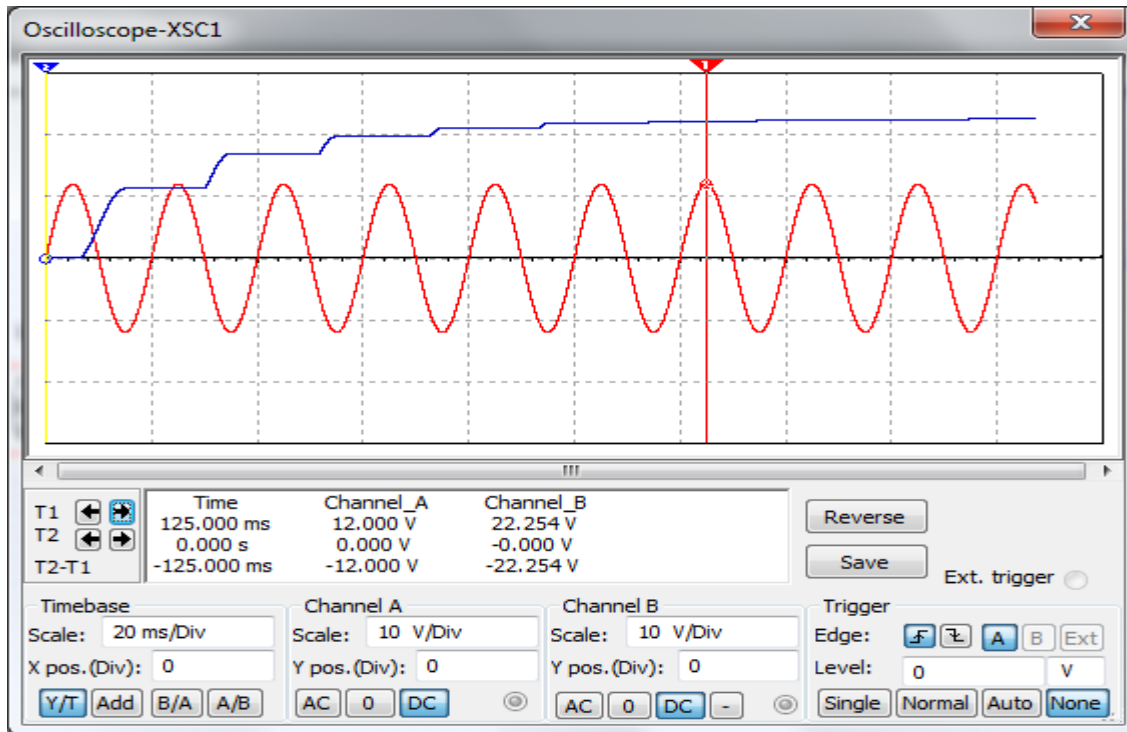 Oscilloscope-XSC1
2 1
T1
T2
T2-T1
Time Channel_A Channel_B
125.000 ms 12.000 V 22.254 V
0.000 s 0.000 V -0.000 V
-125.000 ms -12.000 V -22.254 V
Reverse
Save
Ext. trigger
Timebase
Scale: 20 ms/Div
X pos.(Div): 0
Y/T Add B/A A/B
Channel A
Scale: 10 V/Div
Y pos.(Div): 0
AC 0 DC
Channel B
Scale: 10 V/Div
Y pos.(Div): 0
AC 0 DC -
Trigger
Edge: A B Ext
Level: 0 V
Single Normal Auto None